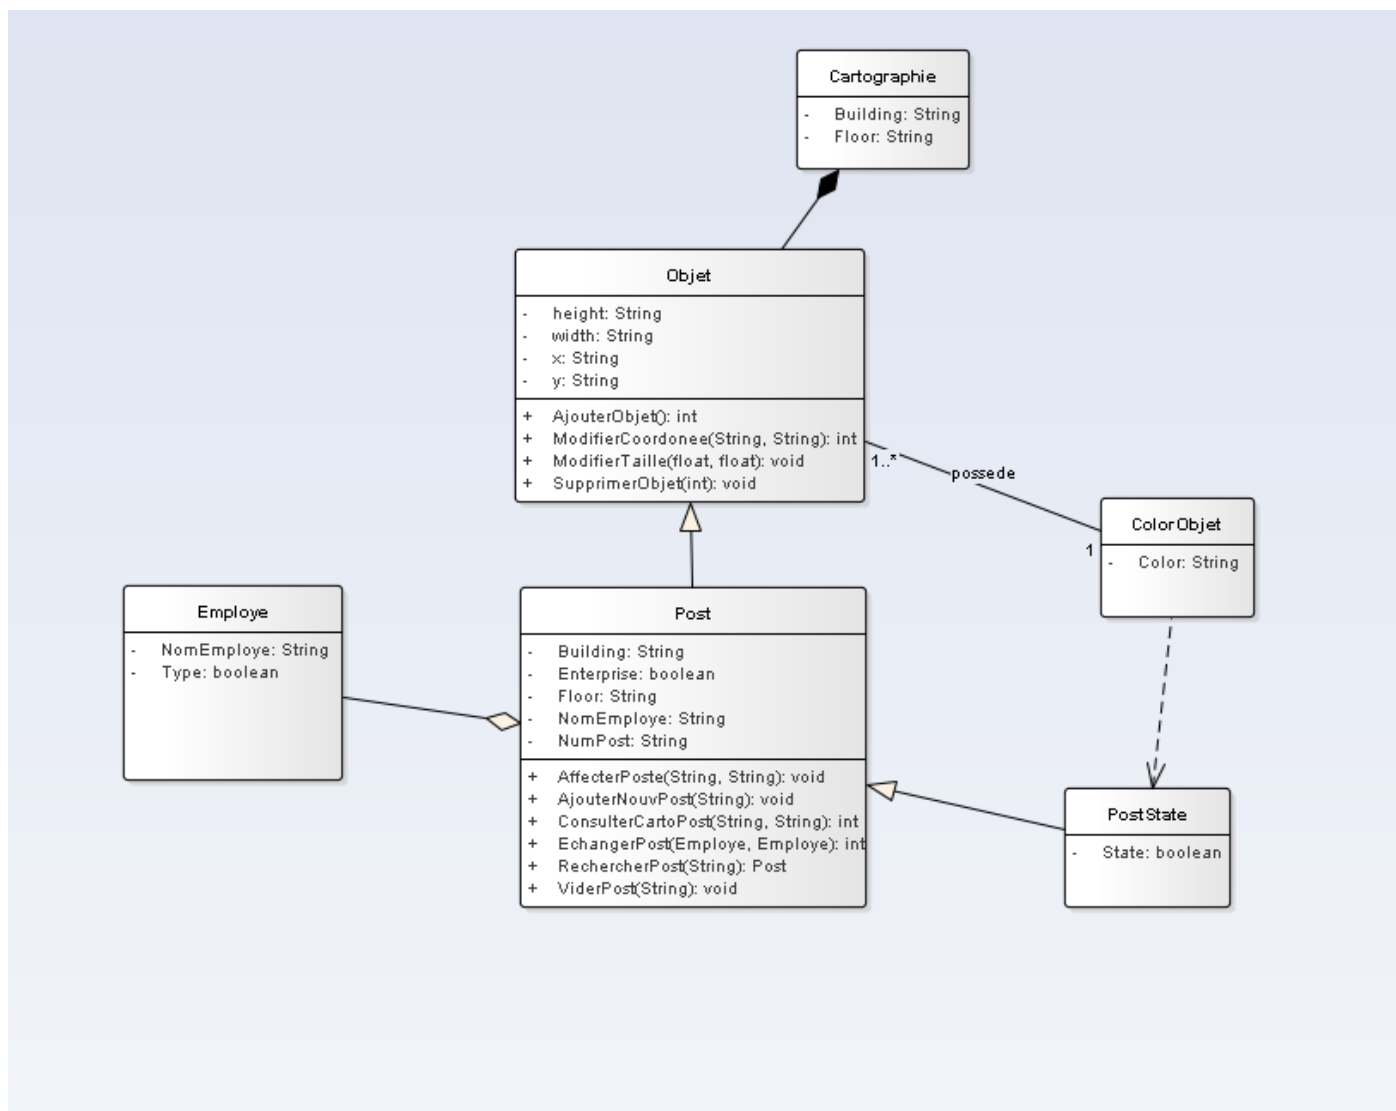 Cartographie
- Building: String
- Floor: String
Objet
- height: String
- width: String
- x: String
- y: String
+ AjouterObjet(): int
+ ModifierCoordonee(String, String): int
+ ModifierTaille(float, float): void
+ SupprimerObjet(int): void
1..*
possede
1
ColorObjet
- Color: String
Employe
- NomEmploye: String
- Type: boolean
Post
- Building: String
- Enterprise: boolean
- Floor: String
- NomEmploye: String
- NumPost: String
+ AffecterPoste(String, String): void
+ AjouterNouvPost(String): void
+ ConsulterCartoPost(String, String): int
+ EchangerPost(Employe, Employe): int
+ RechercherPost(String): Post
+ ViderPost(String): void
PostState
- State: boolean